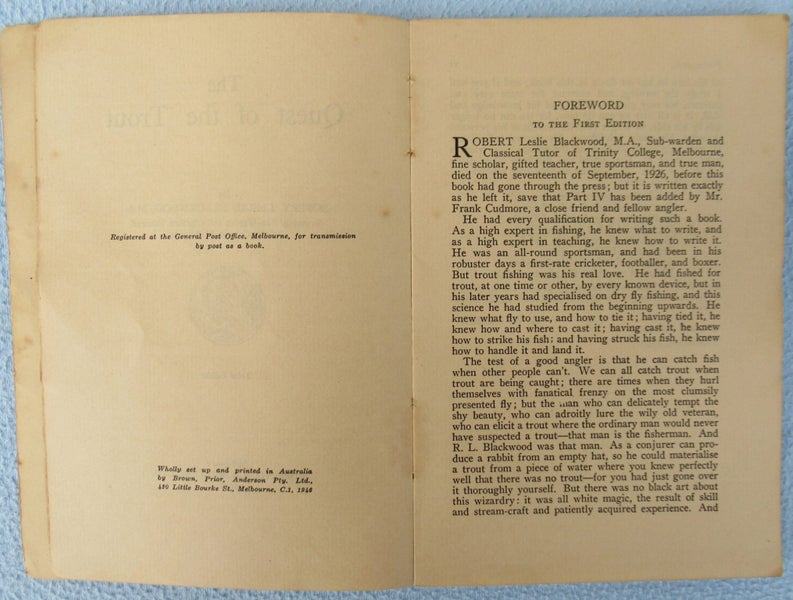 Registered at the General Post Office, Melbourne, for transmission
by post as a book.
Wholly set up and printed in Australia
by Brown, Prior, Anderson Pty. Ltd.,
430 Little Bourke St., Melbourne, C.1, 1946
FOREWORD
TO THE FIRST EDITION
ROBERT Leslie Blackwood, M.A., Sub-warden and
Classical Tutor of Trinity College, Melbourne,
fine scholar, gifted teacher, true sportsman, and true man,
died on the seventeenth of September, 1926, before this
book had gone through the press; but it is written exactly
as he left it, save that Part IV has been added by Mr.
Frank Cudmore, a close friend and fellow angler.
He had every qualification for writing such a book.
As a high expert in fishing, he knew what to write, and
as a high expert in teaching, he knew how to write it.
He was an all-round sportsman, and had been in his
robuster days a first-rate cricketer, footballer, and boxer.
But trout fishing was his real love. He had fished for
trout, at one time or other, by every known device, but in
his later years had specialised on dry fly fishing, and this
science he had studied from the beginning upwards. He
knew what fly to use, and how to tie it; having tied it, he
knew how and where to cast it; having cast it, he knew
how to strike his fish: and having struck his fish, he knew
how to handle it and land it.
The test of a good angler is that he can catch fish
when other people can't. We can all catch trout when
trout are being caught; there are times when they hurl
themselves with fanatical frenzy on the most clumsily
presented fly; but the man who can delicately tempt the
shy beauty, who can adroitly lure the wily old veteran,
who can elicit a trout where the ordinary man would never
have suspected a trout—that man is the fisherman. And
R. L. Blackwood was that man. As a conjurer can pro-
duce a rabbit from an empty hat, so he could materialise
a trout from a piece of water where you knew perfectly
well that there was no trout—for you had just gone over
it thoroughly yourself. But there was no black art about
this wizardry: it was all white magic, the result of skill
and stream-craft and patiently acquired experience. And